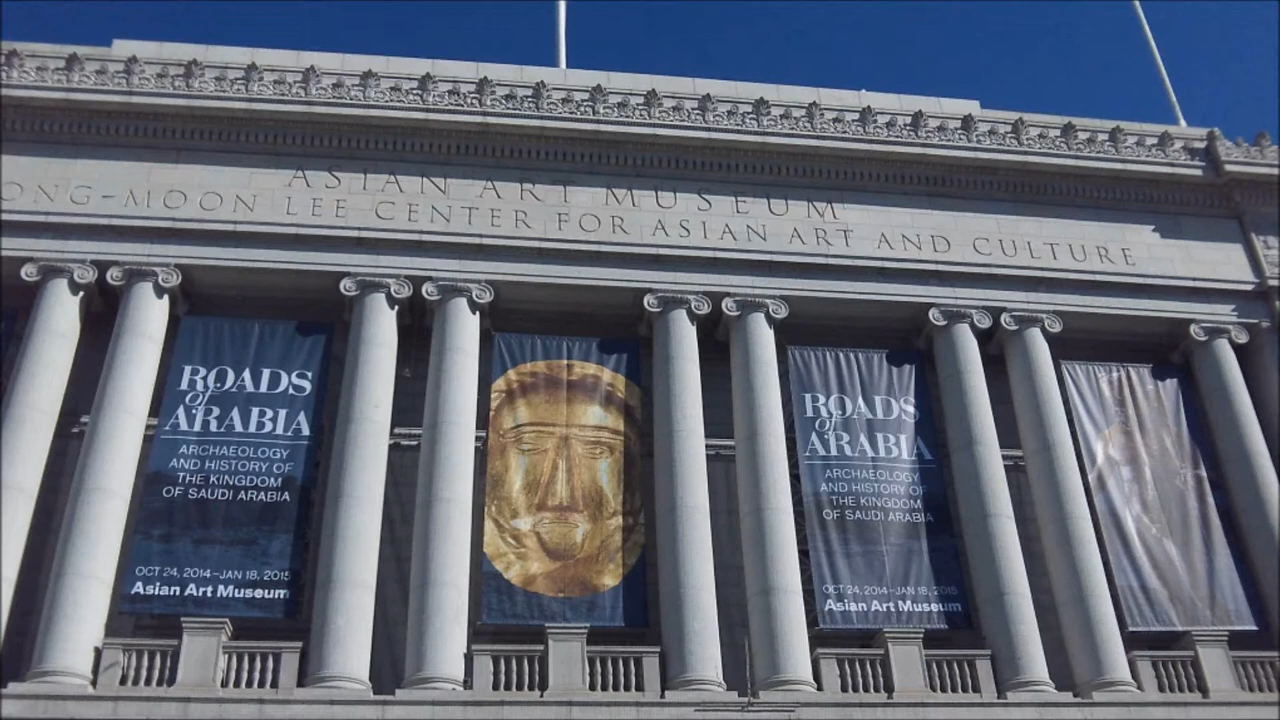 ASIAN ART MUSEUM
ONG-MOON LEE CENTER FOR ASIAN ART AND CULTURE
ROADS
of
ARABIA
ARCHAEOLOGY
AND HISTORY OF
THE KINGDOM
OF SAUDI ARABIA
OCT 24, 2014–JAN 18, 2015
Asian Art Museum
ROADS
of
ARABIA
ARCHAEOLOGY
AND HISTORY OF
THE KINGDOM
OF SAUDI ARABIA
OCT 24, 2014–JAN 18, 2015
Asian Art Museum